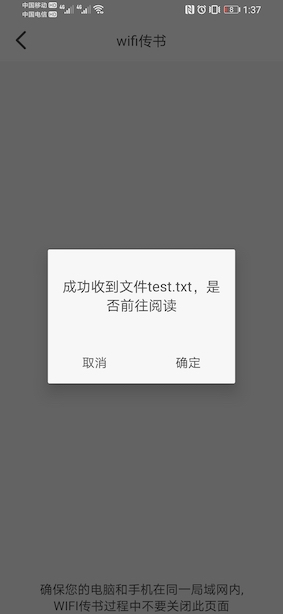 中国移动 HD 46 46 8 1:37
中国电信 HD
wifi传书
成功收到文件test.txt，是
否前往阅读
取消 确定
确保您的电脑和手机在同一局域网内,
WIFI传书过程中不要关闭此页面